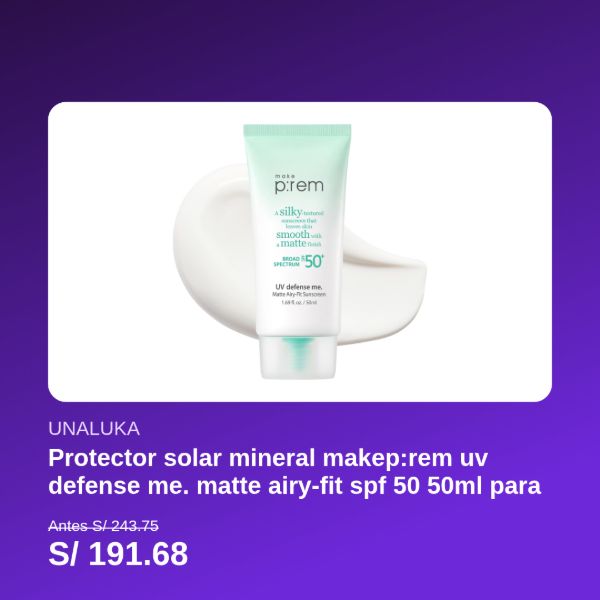 make
p:rem
A silky-textured
sunscreen that
leaves skin
smooth with
a matte finish
BROAD SPECTRUM SPF 50+
UV defense me.
Matte Airy-Fit Sunscreen
1.69 fl. oz. / 50ml
UNALUKA
Protector solar mineral makep:rem uv
defense me. matte airy-fit spf 50 50ml para
Antes S/ 243.75
S/ 191.68